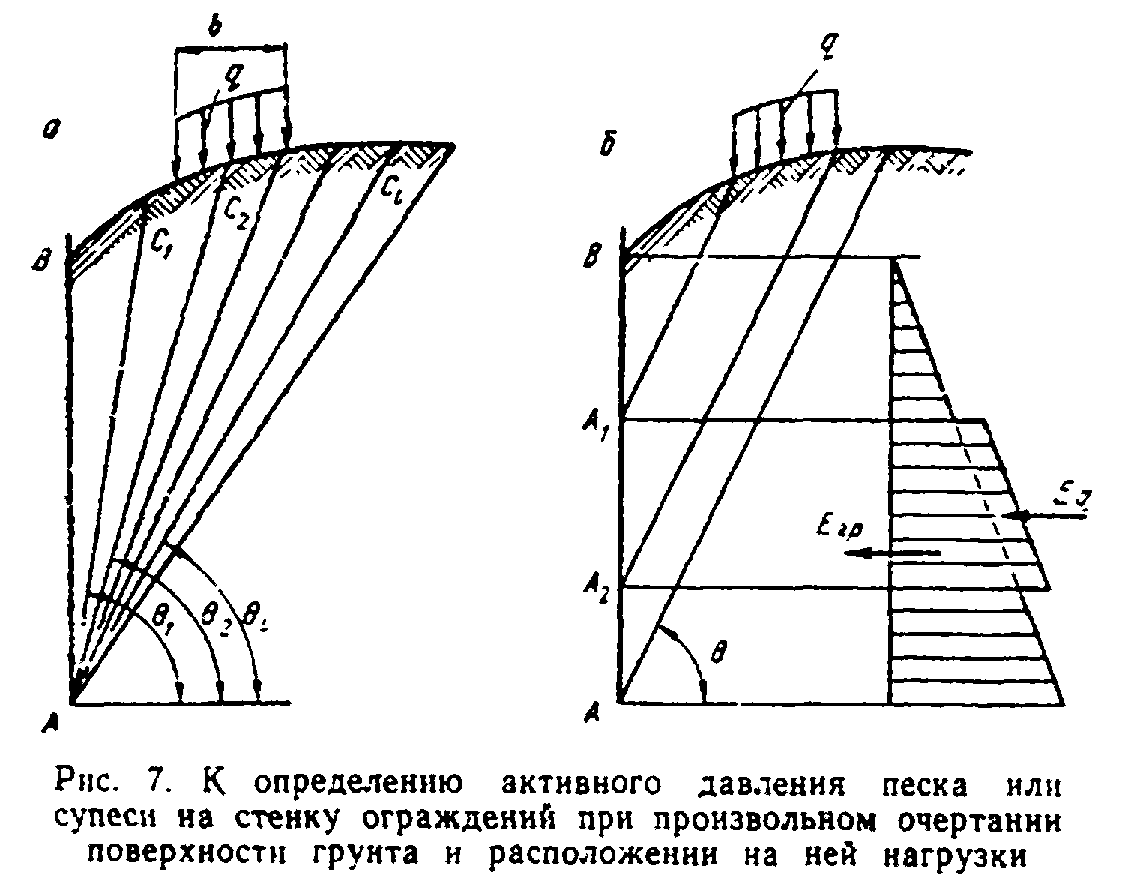 b
q
q
а
б
C₁
C₂
Cᵢ
B
B
A₁
Eq
Eгр
A₂
θ₁
θ₂
θᵢ
θ
A
A
Рис. 7. К определению активного давления песка или
супеси на стенку ограждений при произвольном очертании
поверхности грунта и расположении на ней нагрузки